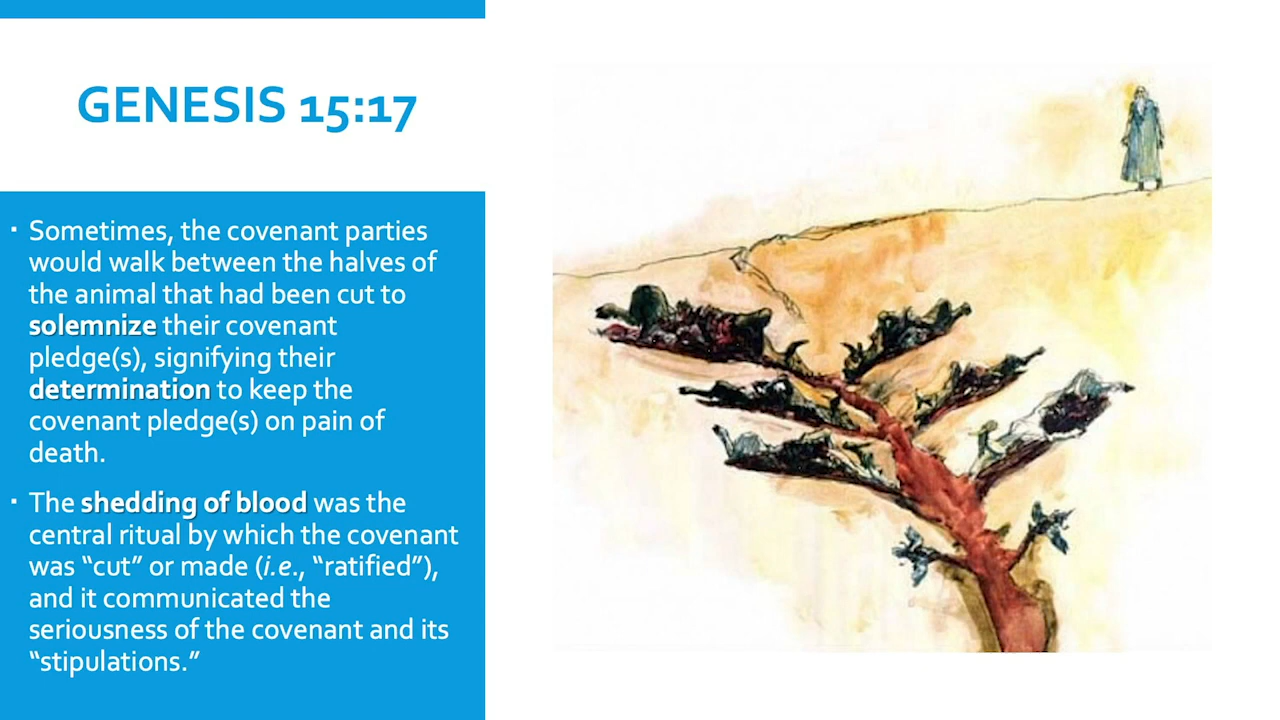 GENESIS 15:17
▪ Sometimes, the covenant parties
would walk between the halves of
the animal that had been cut to
solemnize their covenant
pledge(s), signifying their
determination to keep the
covenant pledge(s) on pain of
death.
▪ The shedding of blood was the
central ritual by which the covenant
was “cut” or made (i.e., “ratified”),
and it communicated the
seriousness of the covenant and its
“stipulations.”